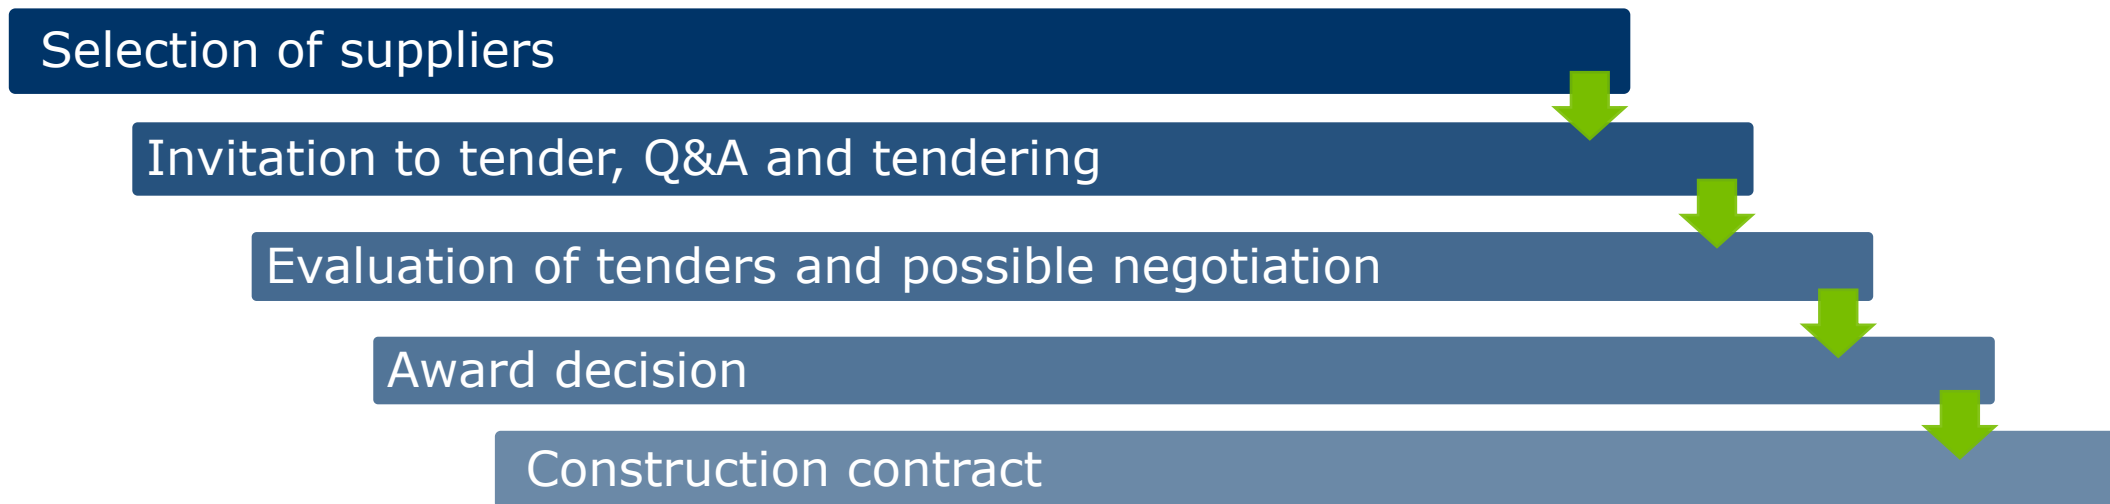 Selection of suppliers
Invitation to tender, Q&A and tendering
Evaluation of tenders and possible negotiation
Award decision
Construction contract